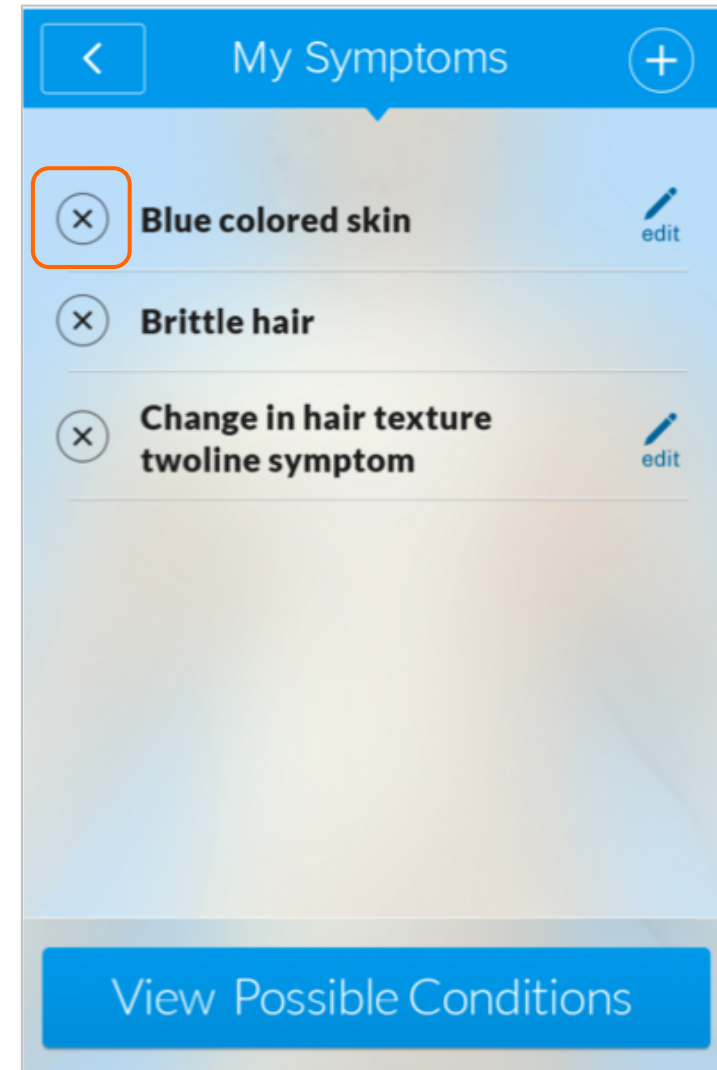 My Symptoms
Blue colored skin
edit
Brittle hair
Change in hair texture
twoline symptom
edit
View Possible Conditions